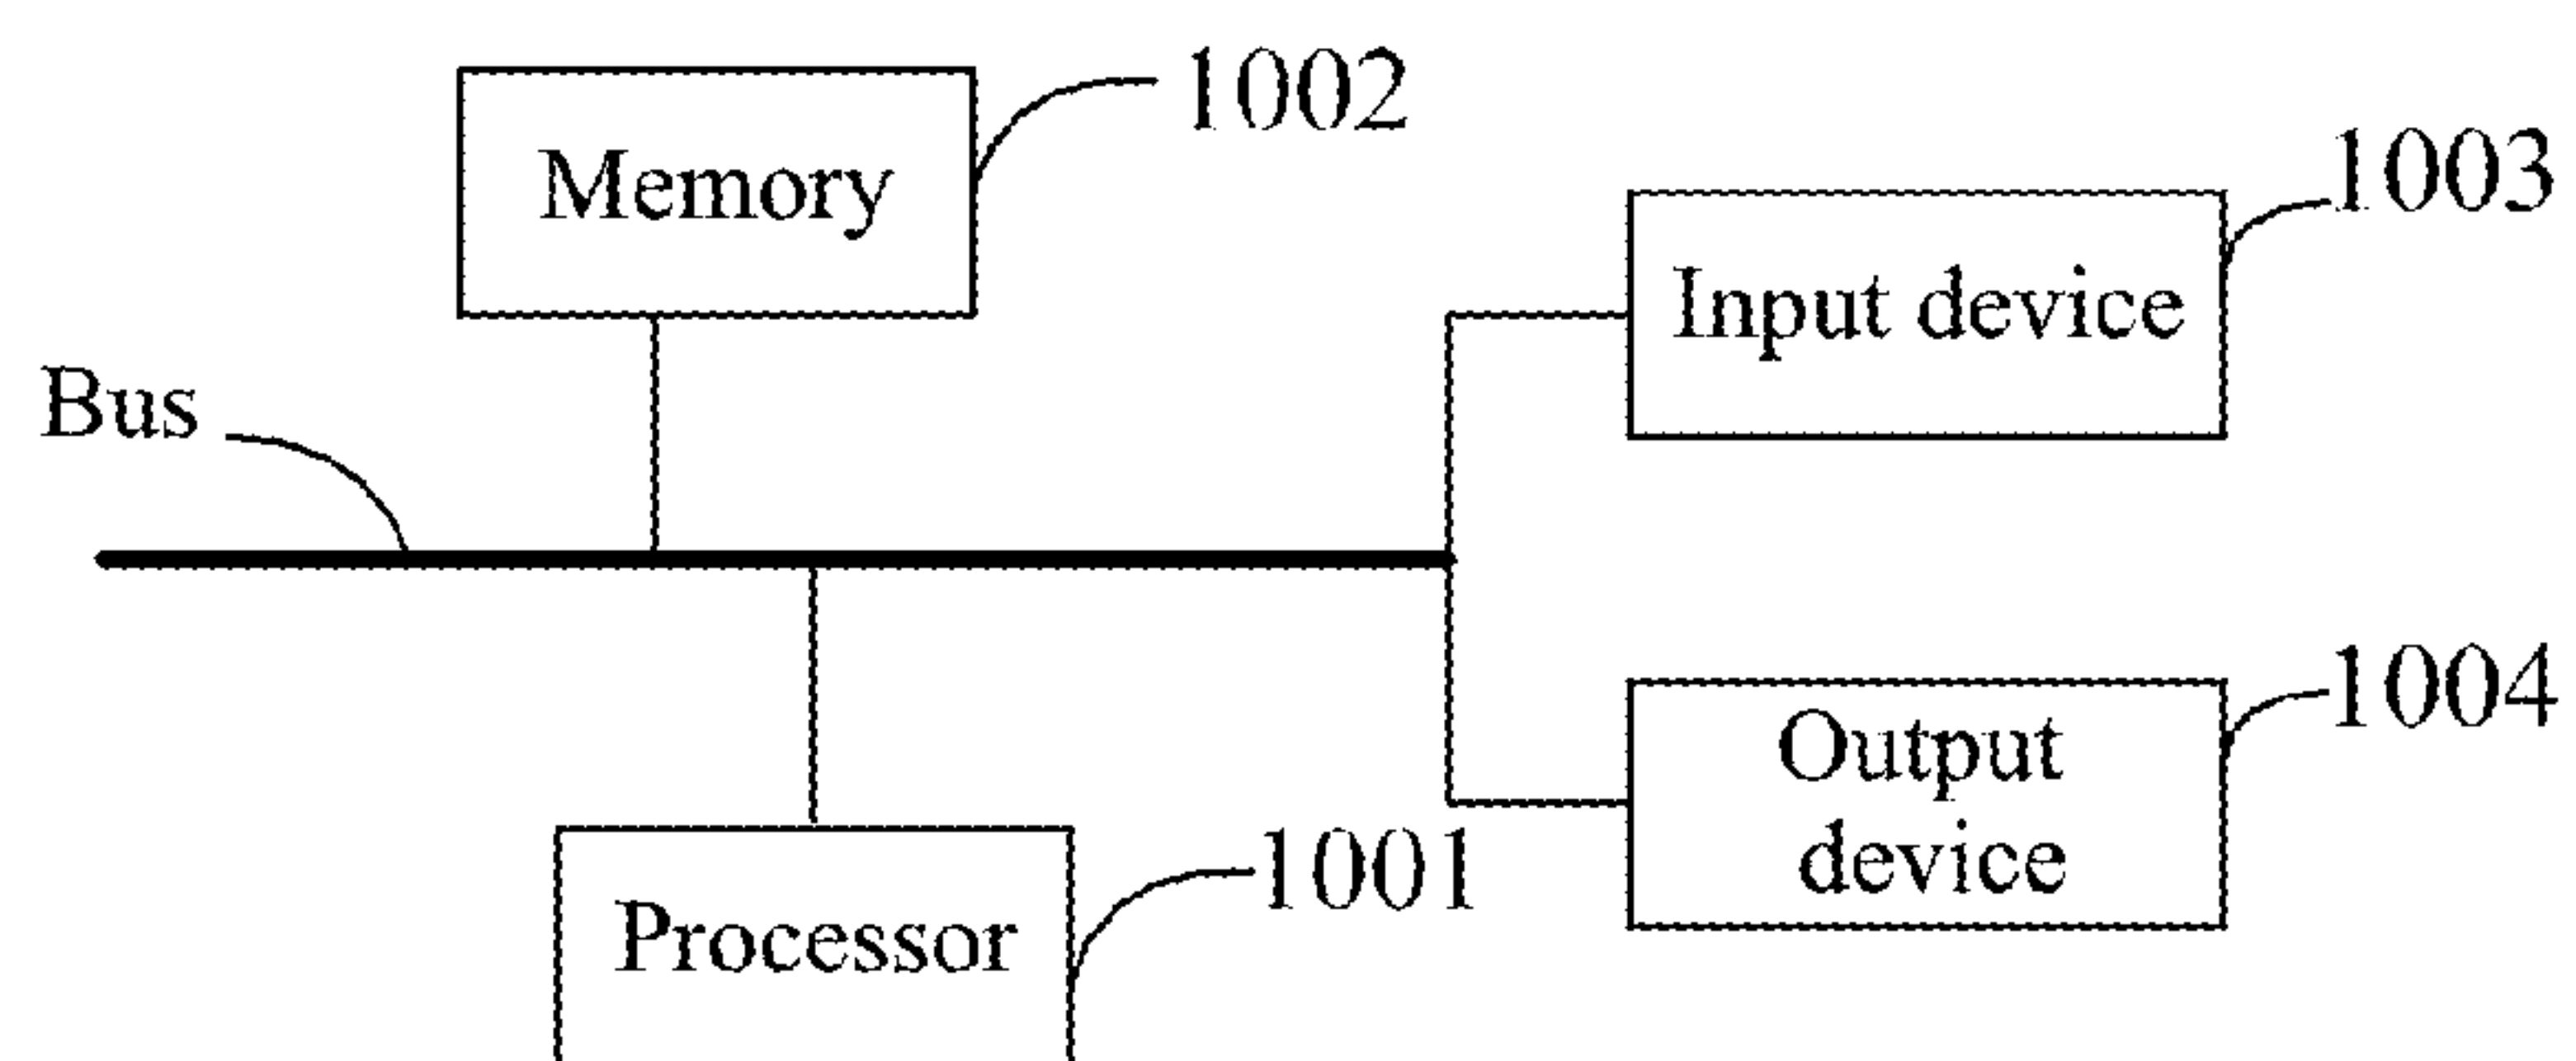 1002
Memory
1003
Input device
Bus
1004
Output
device
1001
Processor